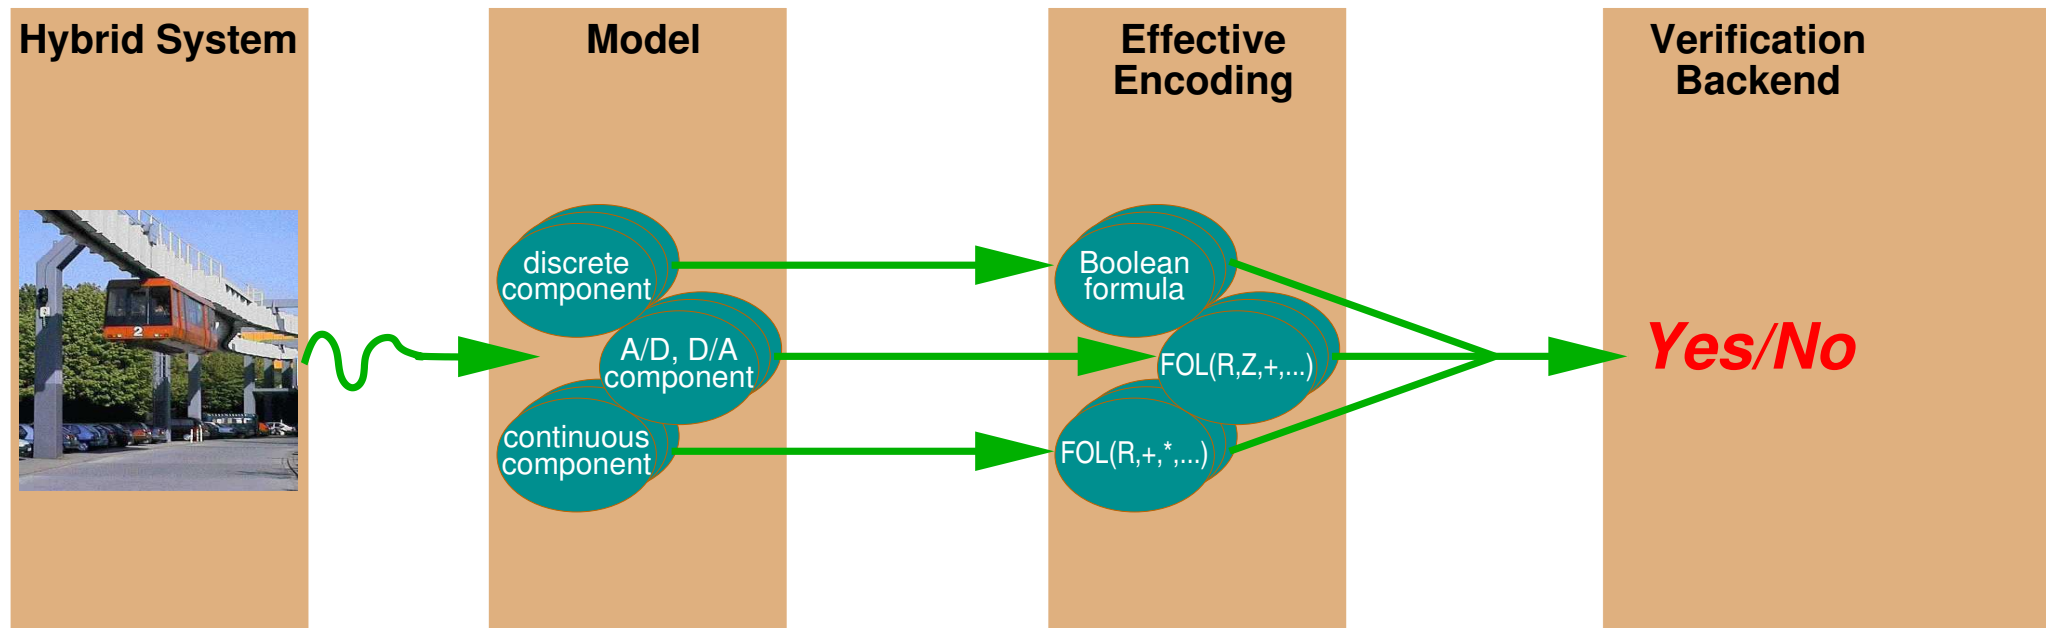 Hybrid System
Model
Effective
Encoding
Verification
Backend
discrete
component
A/D, D/A
component
continuous
component
Boolean
formula
FOL(R,Z,+,...)
FOL(R,+,*,...)
Yes/No
2